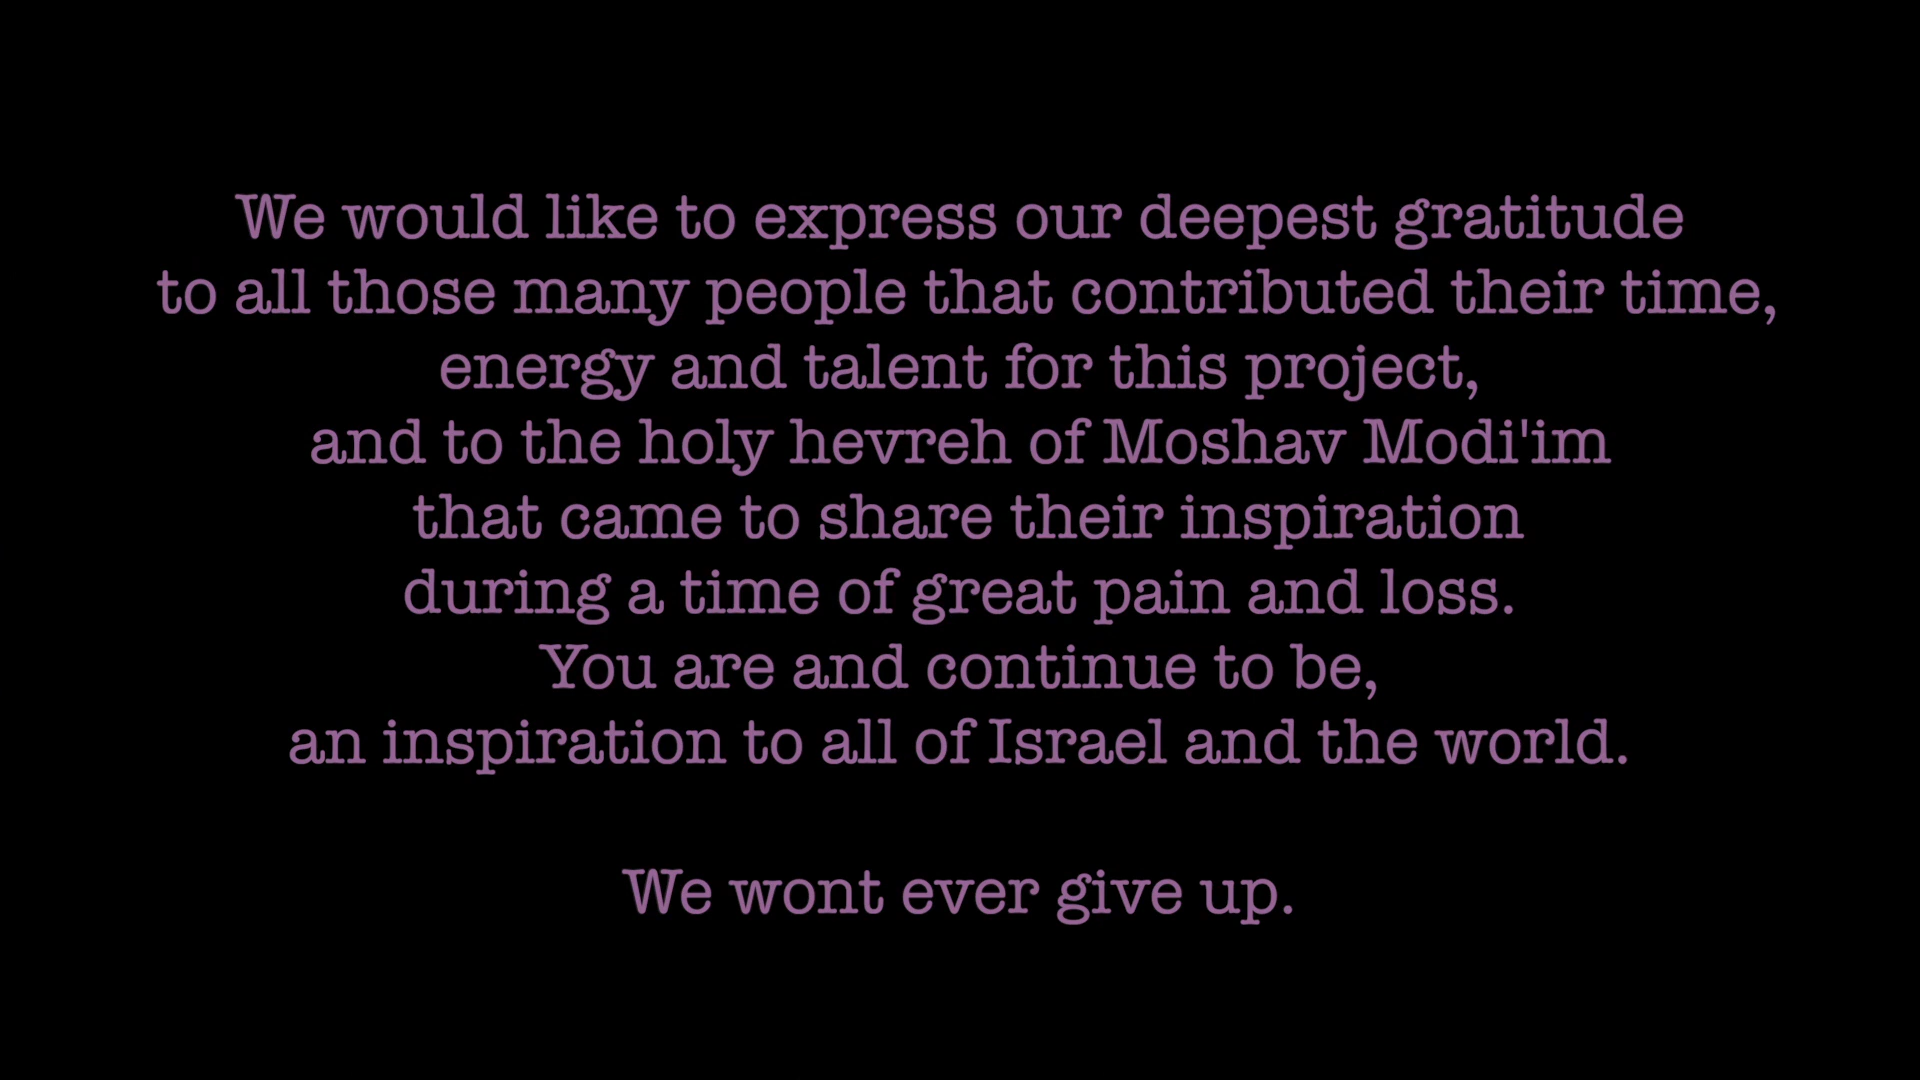 We would like to express our deepest gratitude
to all those many people that contributed their time,
energy and talent for this project,
and to the holy hevreh of Moshav Modi'im
that came to share their inspiration
during a time of great pain and loss.
You are and continue to be,
an inspiration to all of Israel and the world.
We wont ever give up.